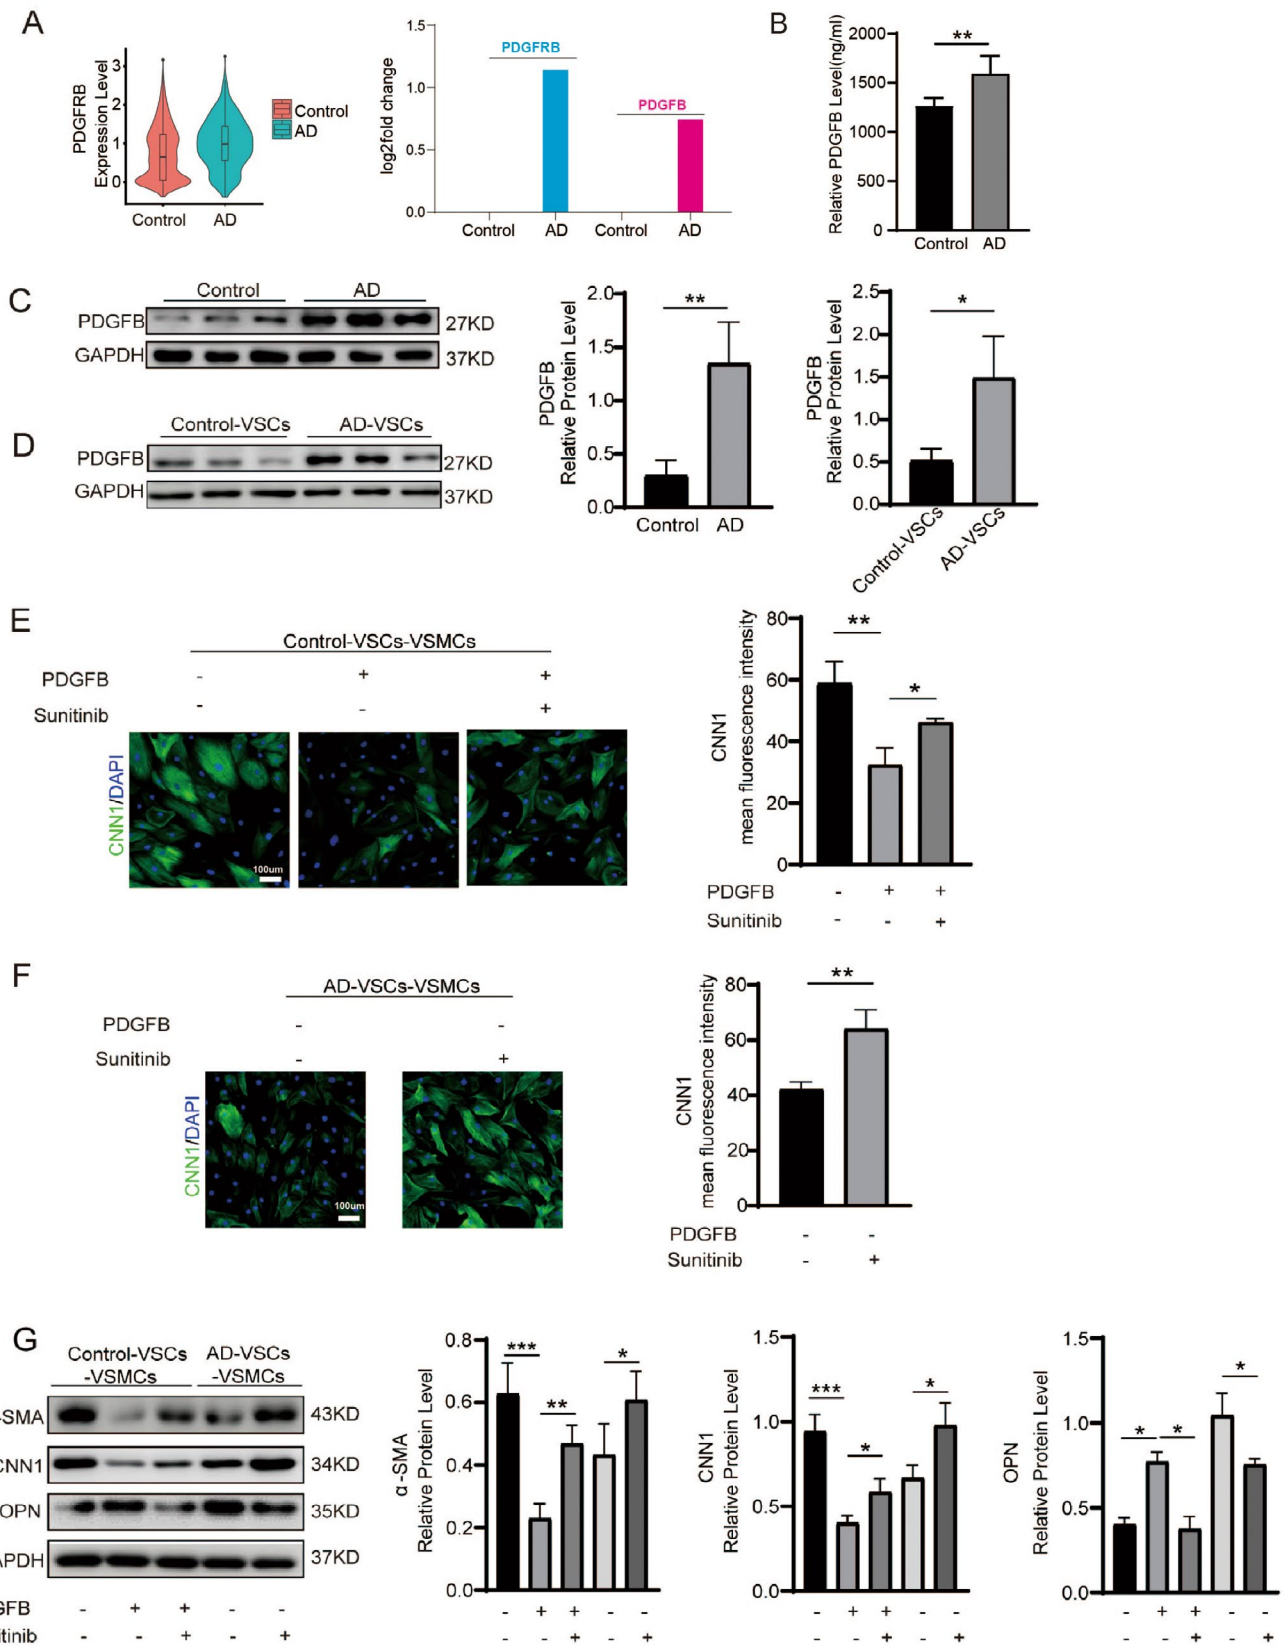 A
PDGFRB
Expression Level
3
2
1
0
Control
AD
Control
AD
log2fold change
1.5
1.0
0.5
0.0
PDGFRB
PDGFB
Control
AD
Control
AD
B
Relative PDGFB Level(ng/ml)
2000
1500
1000
500
0
**
Control
AD
C
Control
AD
PDGFB
27KD
GAPDH
37KD
D
Control-VSCs
AD-VSCs
PDGFB
27KD
GAPDH
37KD
PDGFB
Relative Protein Level
2.0
1.5
1.0
0.5
0.0
**
Control
AD
PDGFB
Relative Protein Level
2.5
2.0
1.5
1.0
0.5
0.0
*
Control-VSCs
AD-VSCs
E
Control-VSCs-VSMCs
PDGFB - + +
Sunitinib - - +
CNN1/DAPI
100um
CNN1
mean fluorescence intensity
80
60
40
20
0
**
*
PDGFB - + +
Sunitinib - - +
F
AD-VSCs-VSMCs
PDGFB - -
Sunitinib - +
CNN1/DAPI
100um
CNN1
mean fluorescence intensity
80
60
40
20
0
**
PDGFB - -
Sunitinib - +
G
Control-VSCs
-VSMCs
AD-VSCs
-VSMCs
-SMA
43KD
CNN1
34KD
OPN
35KD
APDH
37KD
GFB - + + - -
itinib - - + - +
α-SMA
Relative Protein Level
0.8
0.6
0.4
0.2
0.0
***
**
*
- + + - -
- - + - +
CNN1
Relative Protein Level
1.5
1.0
0.5
0.0
***
*
*
- + + - -
- - + - +
OPN
Relative Protein Level
1.5
1.0
0.5
0.0
*
*
*
- + + - -
- - + - +